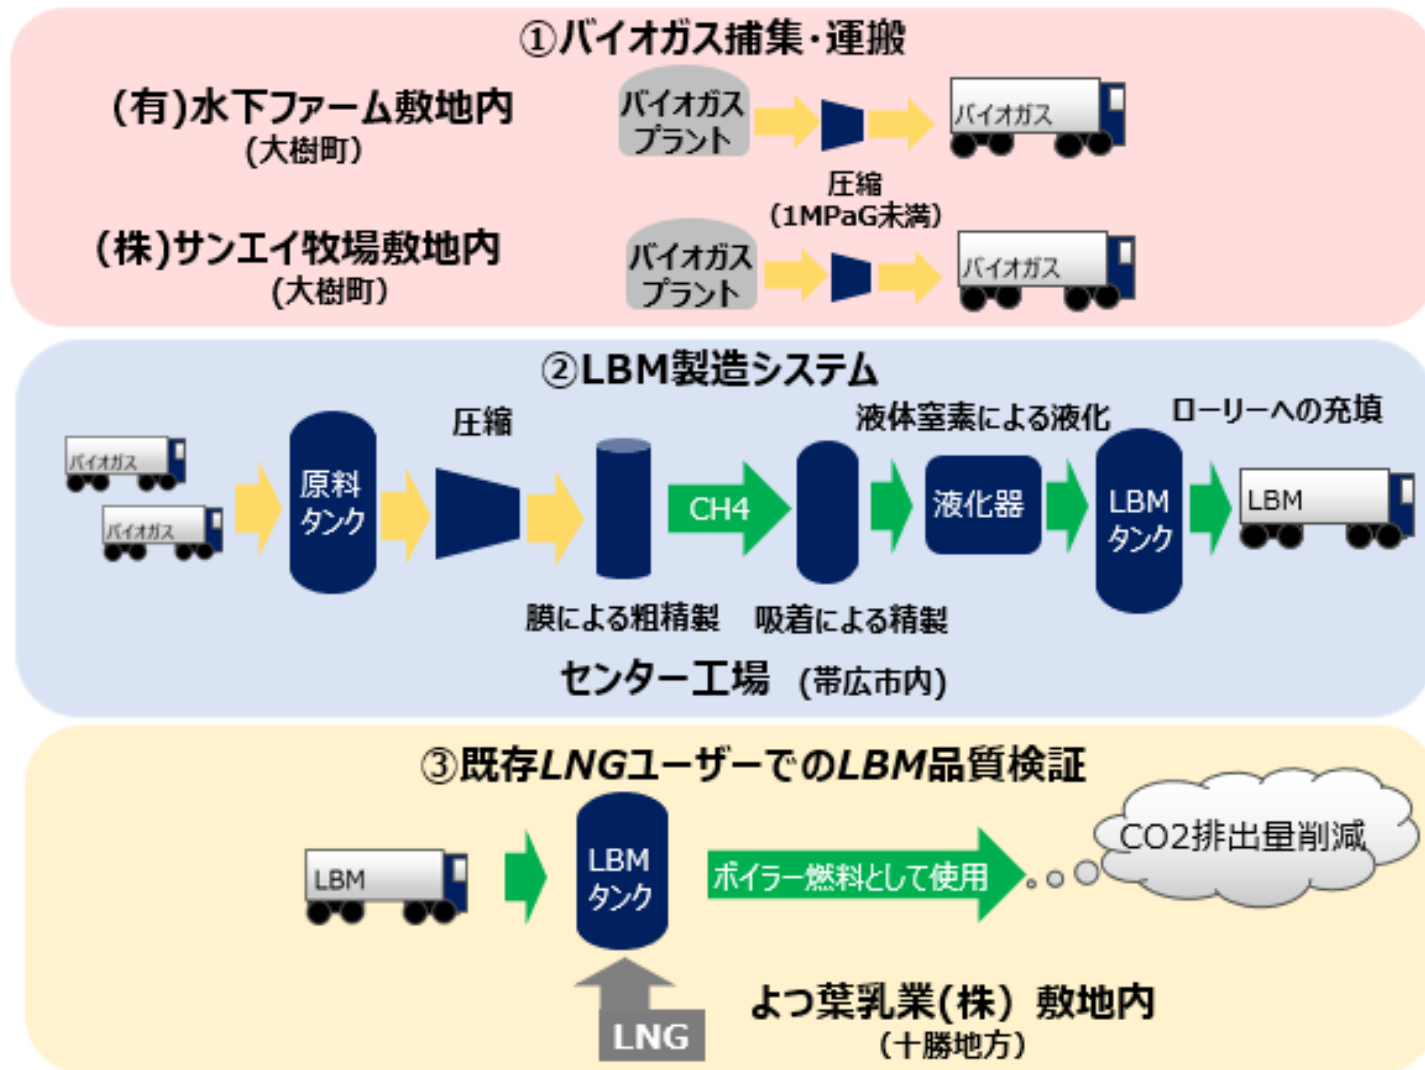 ①バイオガス捕集・運搬
(有)水下ファーム敷地内
(大樹町)
バイオガス
プラント
バイオガス
圧縮
(1MPaG未満)
(株)サンエイ牧場敷地内
(大樹町)
バイオガス
プラント
バイオガス
②LBM製造システム
バイオガス
バイオガス
原料
タンク
圧縮
膜による粗精製
CH4
吸着による精製
液体窒素による液化
液化器
LBM
タンク
ローリーへの充填
LBM
センター工場 (帯広市内)
③既存LNGユーザーでのLBM品質検証
LBM
LBM
タンク
ボイラー燃料として使用
CO2排出量削減
LNG
よつ葉乳業(株) 敷地内
(十勝地方)